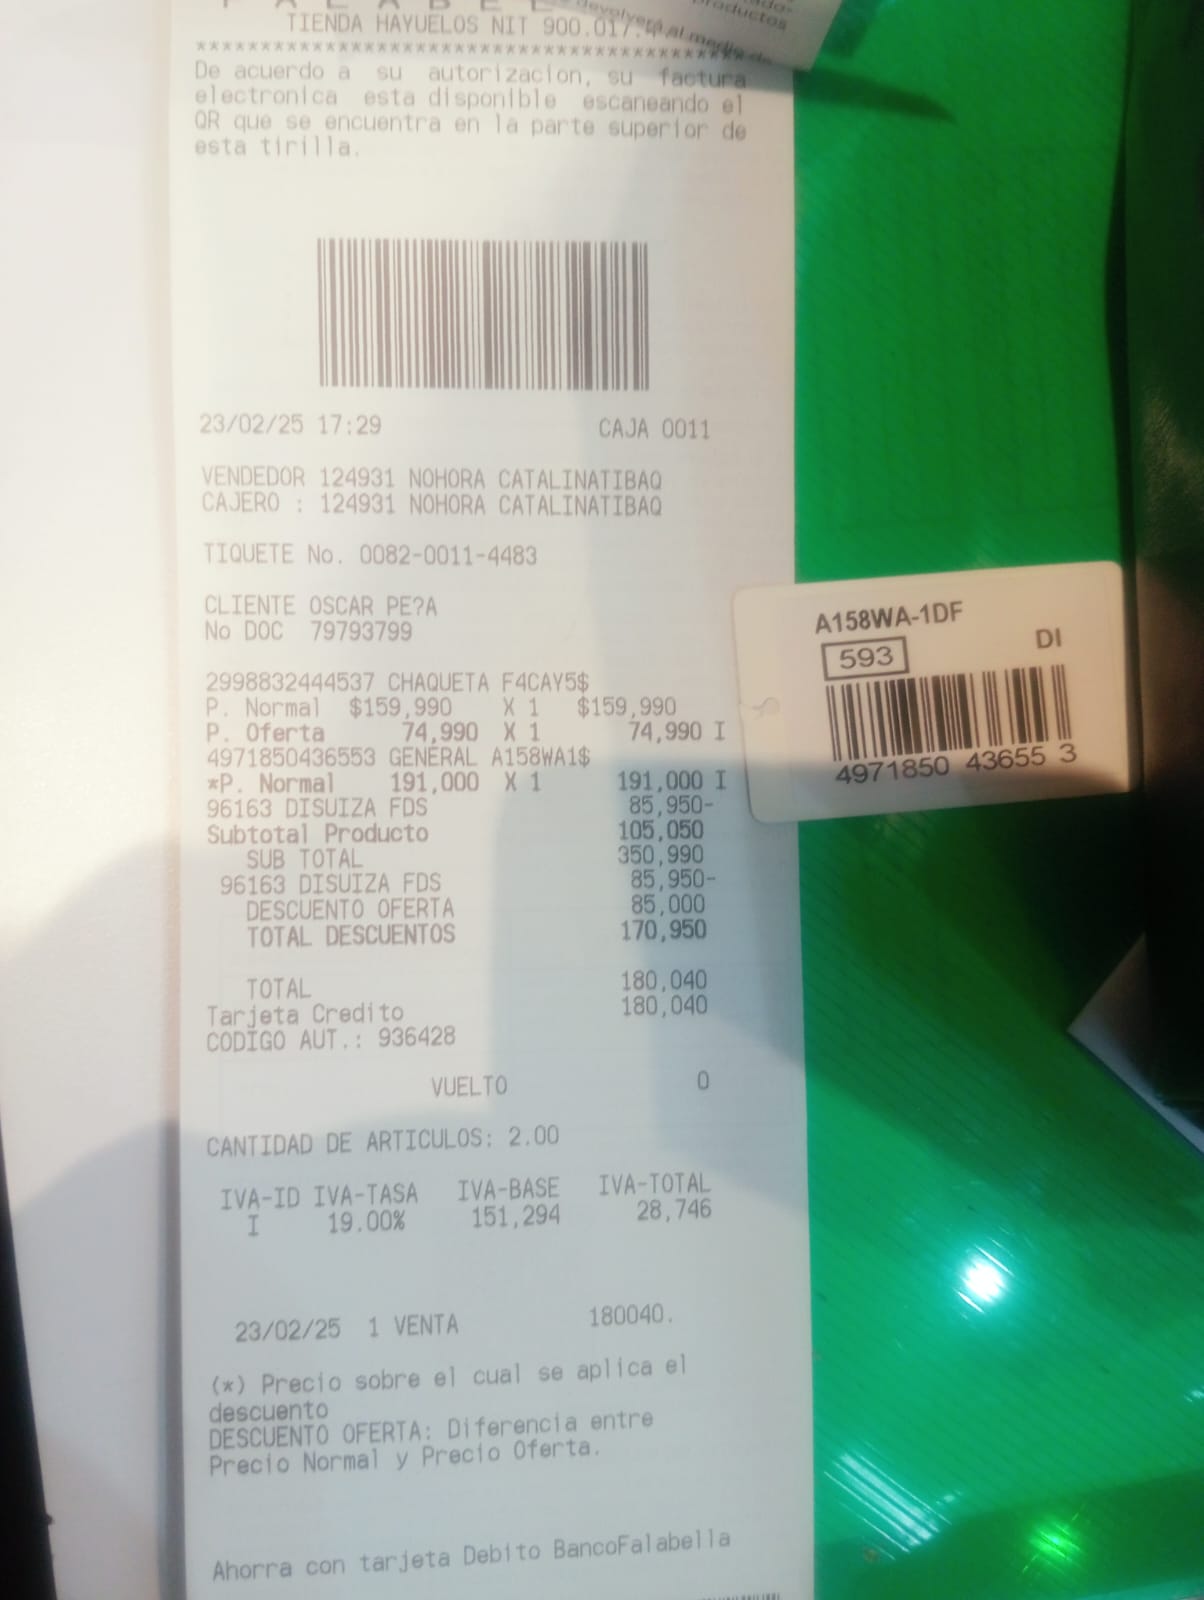 FALABEL
TIENDA HAYUELOS NIT 900.017.
devolverá al medio de
productos
******************************************
De acuerdo a su autorizacion, su factura
electronica esta disponible escaneando el
QR que se encuentra en la parte superior de
esta tirilla.
23/02/25 17:29 CAJA 0011
VENDEDOR 124931 NOHORA CATALINATIBAQ
CAJERO : 124931 NOHORA CATALINATIBAQ
TIQUETE No. 0082-0011-4483
CLIENTE OSCAR PE?A
No DOC 79793799
2998832444537 CHAQUETA F4CAY5$
P. Normal $159,990 X 1 $159,990
P. Oferta 74,990 X 1 74,990 I
4971850436553 GENERAL A158WA1$
*P. Normal 191,000 X 1 191,000 I
96163 DISUIZA FDS 85,950-
Subtotal Producto 105,050
SUB TOTAL 350,990
96163 DISUIZA FDS 85,950-
DESCUENTO OFERTA 85,000
TOTAL DESCUENTOS 170,950
TOTAL 180,040
Tarjeta Credito 180,040
CODIGO AUT.: 936428
VUELTO 0
CANTIDAD DE ARTICULOS: 2.00
IVA-ID IVA-TASA IVA-BASE IVA-TOTAL
I 19.00% 151,294 28,746
23/02/25 1 VENTA 180040.
(*) Precio sobre el cual se aplica el
descuento
DESCUENTO OFERTA: Diferencia entre
Precio Normal y Precio Oferta.
Ahorra con tarjeta Debito BancoFalabella
A158WA-1DF
593 DI
4971850 43655 3